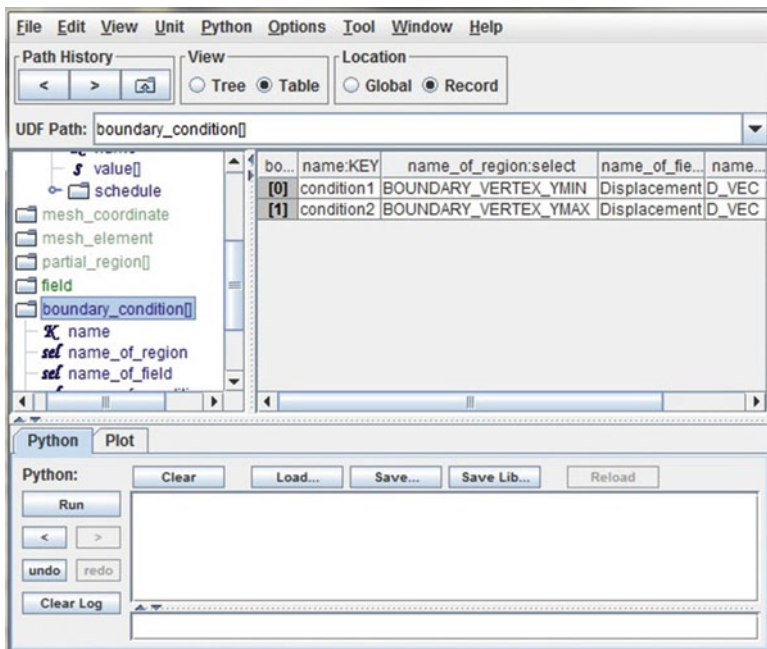 File Edit View Unit Python Options Tool Window Help
Path History View Location
< > Tree Table Global Record
UDF Path: boundary_condition[]
s value[]
schedule
mesh_coordinate
mesh_element
partial_region[]
field
boundary_condition[]
K name
sel name_of_region
sel name_of_field
bo... name:KEY name_of_region:select name_of_fie... name...
[0] condition1 BOUNDARY_VERTEX_YMIN Displacement D_VEC
[1] condition2 BOUNDARY_VERTEX_YMAX Displacement D_VEC
Python Plot
Python: Clear Load... Save... Save Lib... Reload
Run
< >
undo redo
Clear Log